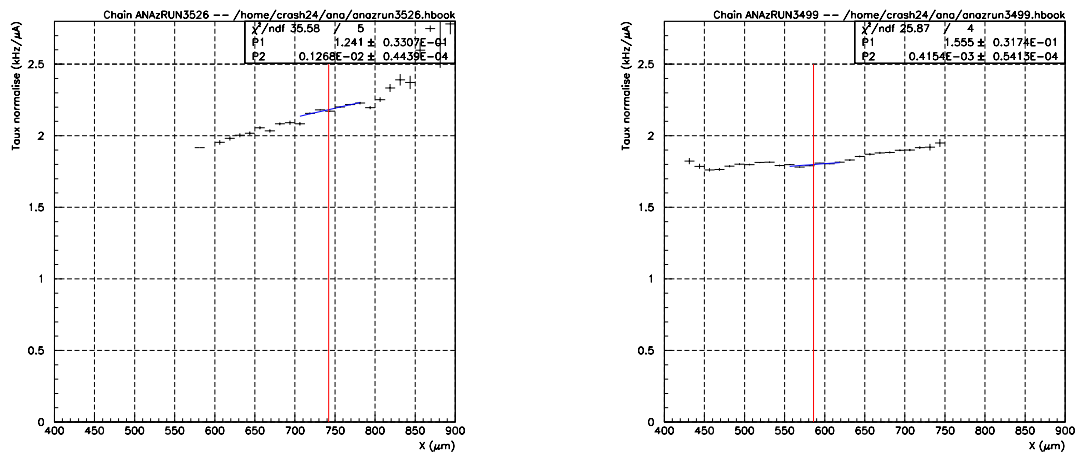 Chain ANAzRUN3526 -- /home/crash24/ana/anazrun3526.hbook
χ²/ndf 35.58 / 5
P1 1.241 ± 0.3307E-01
P2 0.1268E-02 ± 0.4439E-04
Taux normalise (kHz/μA)
2.5
2
1.5
1
0.5
0
400 450 500 550 600 650 700 750 800 850 900
X (μm)
Chain ANAzRUN3499 -- /home/crash24/ana/anazrun3499.hbook
χ²/ndf 25.87 / 4
P1 1.555 ± 0.3174E-01
P2 0.4154E-03 ± 0.5413E-04
Taux normalise (kHz/μA)
2.5
2
1.5
1
0.5
0
400 450 500 550 600 650 700 750 800 850 900
X (μm)